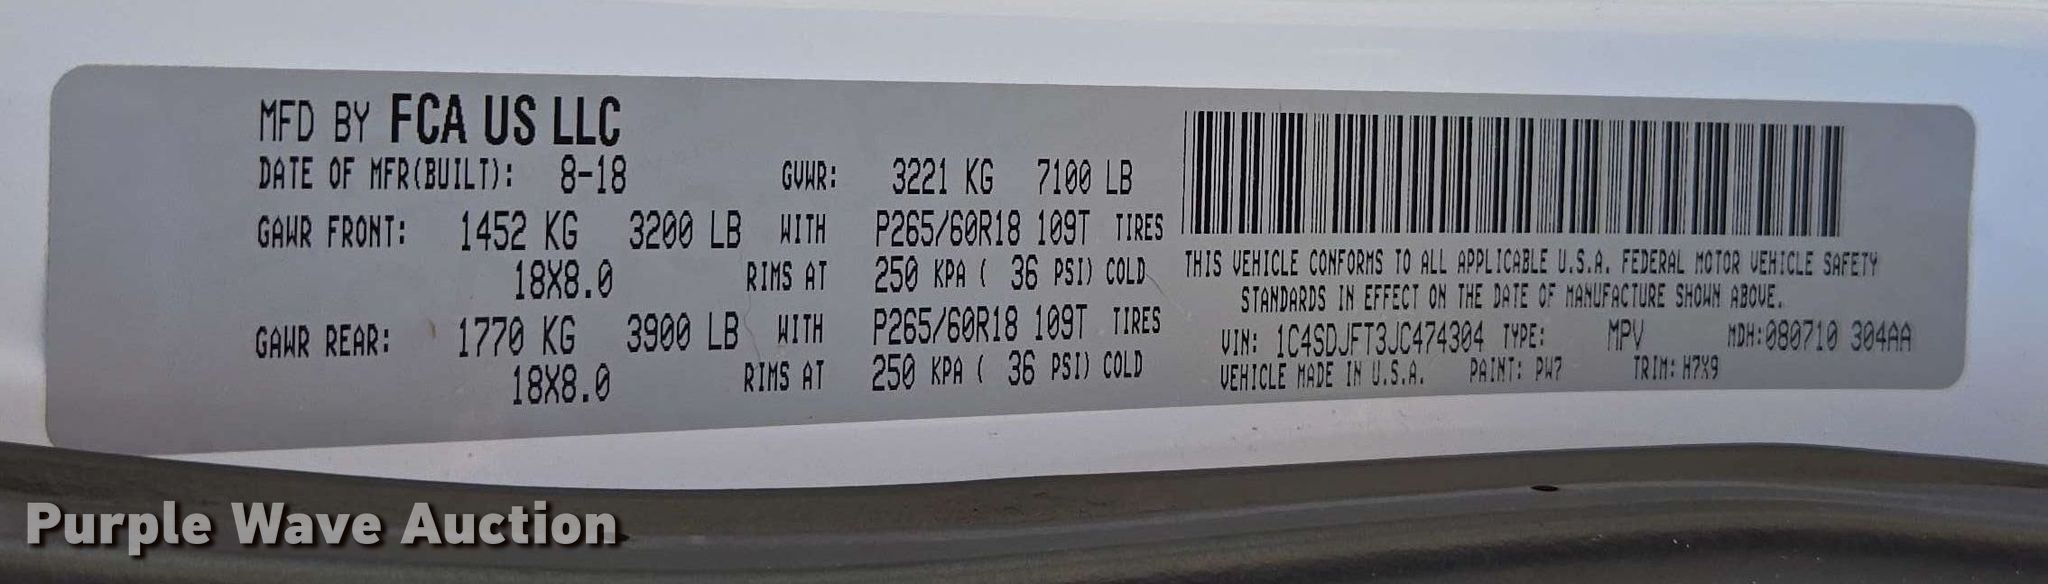 MFD BY FCA US LLC
DATE OF MFR(BUILT): 8-18 GVWR: 3221 KG 7100 LB
GAWR FRONT: 1452 KG 3200 LB WITH P265/60R18 109T TIRES
18X8.0 RIMS AT 250 KPA ( 36 PSI) COLD
GAWR REAR: 1770 KG 3900 LB WITH P265/60R18 109T TIRES
18X8.0 RIMS AT 250 KPA ( 36 PSI) COLD
THIS VEHICLE CONFORMS TO ALL APPLICABLE U.S.A. FEDERAL MOTOR VEHICLE SAFETY
STANDARDS IN EFFECT ON THE DATE OF MANUFACTURE SHOWN ABOVE.
VIN: 1C4SDJFT3JC474304 TYPE: MPV MDH:080710 304AA
VEHICLE MADE IN U.S.A. PAINT: PW7 TRIM: H7X9
Purple Wave Auction